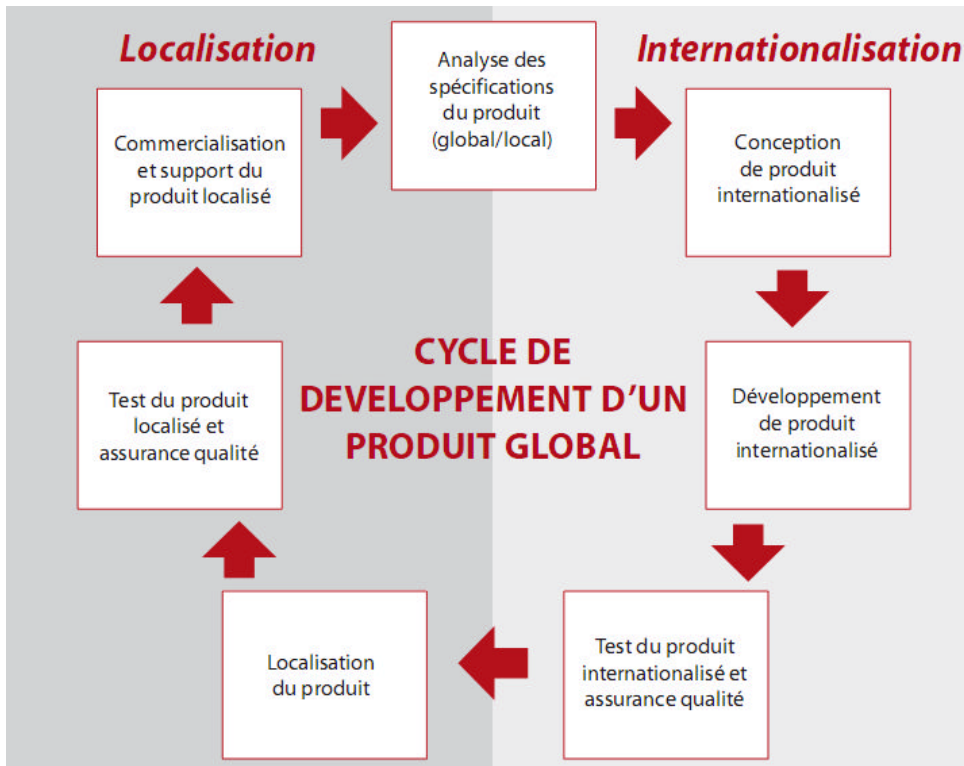 Localisation
Internationalisation
Analyse des
spécifications
du produit
(global/local)
Conception
de produit
internationalisé
Développement
de produit
internationalisé
Test du produit
internationalisé et
assurance qualité
Localisation
du produit
Test du produit
localisé et
assurance qualité
Commercialisation
et support du
produit localisé
CYCLE DE
DEVELOPPEMENT D'UN
PRODUIT GLOBAL